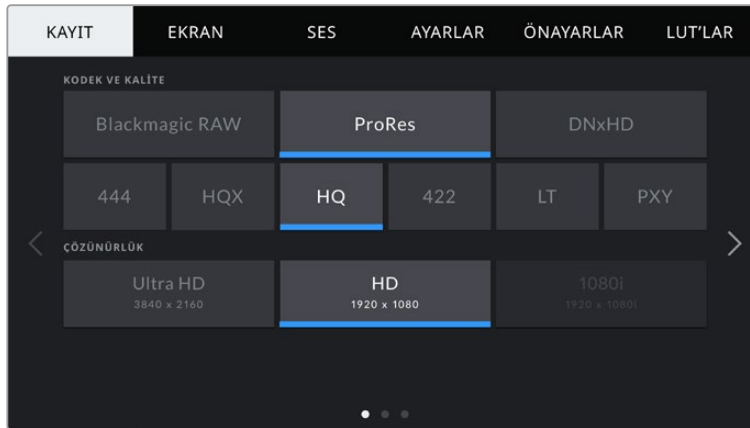 KAYIT EKRAN SES AYARLAR ÖNAYARLAR LUT’LAR
KODEK VE KALİTE
Blackmagic RAW ProRes DNxHD
444 HQX HQ 422 LT PXY
ÇÖZÜNÜRLÜK
Ultra HD HD 1080i
3840 x 2160 1920 x 1080 1920 x 1080i